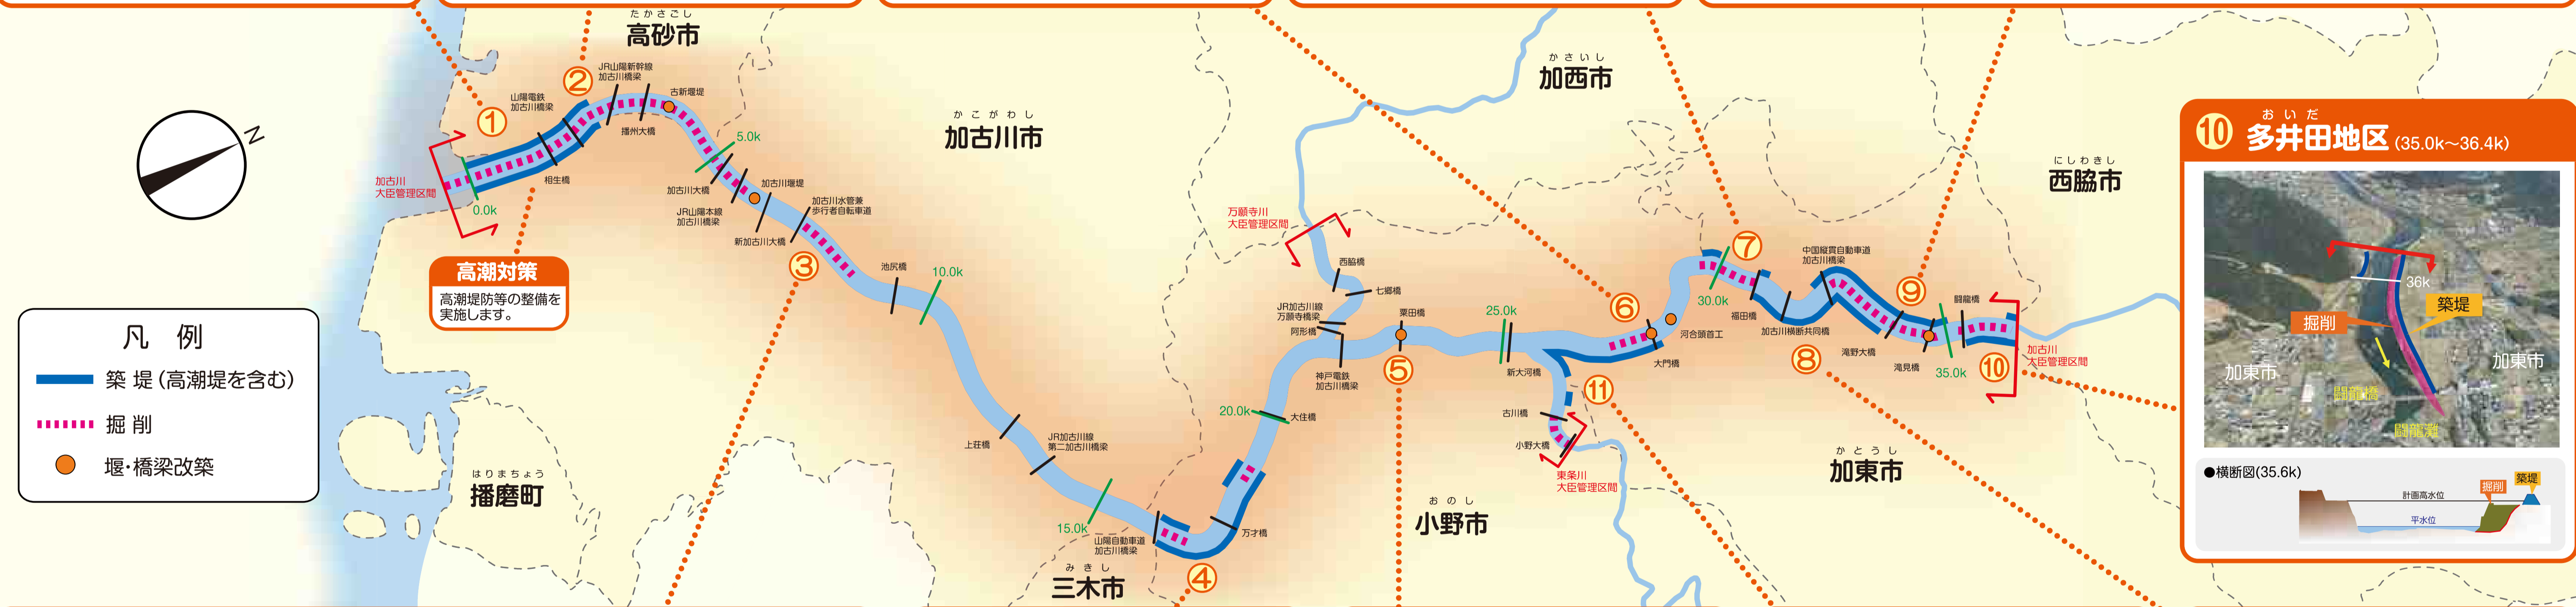 たかさごし
高砂市
かこがわし
加古川市
かさいし
加西市
にしわきし
西脇市
はりまちょう
播磨町
みきし
三木市
おのし
小野市
かとうし
加東市
N
凡 例
築 堤 (高潮堤を含む)
掘 削
堰・橋梁改築
高潮対策
高潮堤防等の整備を
実施します。
加古川
大臣管理区間
0.0k
①
山陽電鉄
加古川橋梁
相生橋
②
JR山陽新幹線
加古川橋梁
播州大橋
古新堰堤
5.0k
加古川大橋
JR山陽本線
加古川橋梁
加古川堰堤
新加古川大橋
加古川水管兼
歩行者自転車道
③
池尻橋
10.0k
上荘橋
JR加古川線
第二加古川橋梁
15.0k
山陽自動車道
加古川橋梁
④
万才橋
20.0k
大住橋
万願寺川
大臣管理区間
西脇橋
七郷橋
JR加古川線
万願寺橋梁
阿形橋
神戸電鉄
加古川橋梁
粟田橋
⑤
25.0k
新大河橋
古川橋
小野大橋
東条川
大臣管理区間
⑪
⑥
大門橋
河合頭首工
30.0k
⑦
福田橋
加古川横断共同橋
中国縦貫自動車道
加古川橋梁
⑧
滝野大橋
⑨
滝見橋
35.0k
闘龍橋
⑩
加古川
大臣管理区間
⑩ おいだ
多井田地区 (35.0k～36.4k)
36k
築堤
掘削
加東市
加東市
闘龍橋
闘龍灘
●横断図(35.6k)
築堤
掘削
計画高水位
平水位